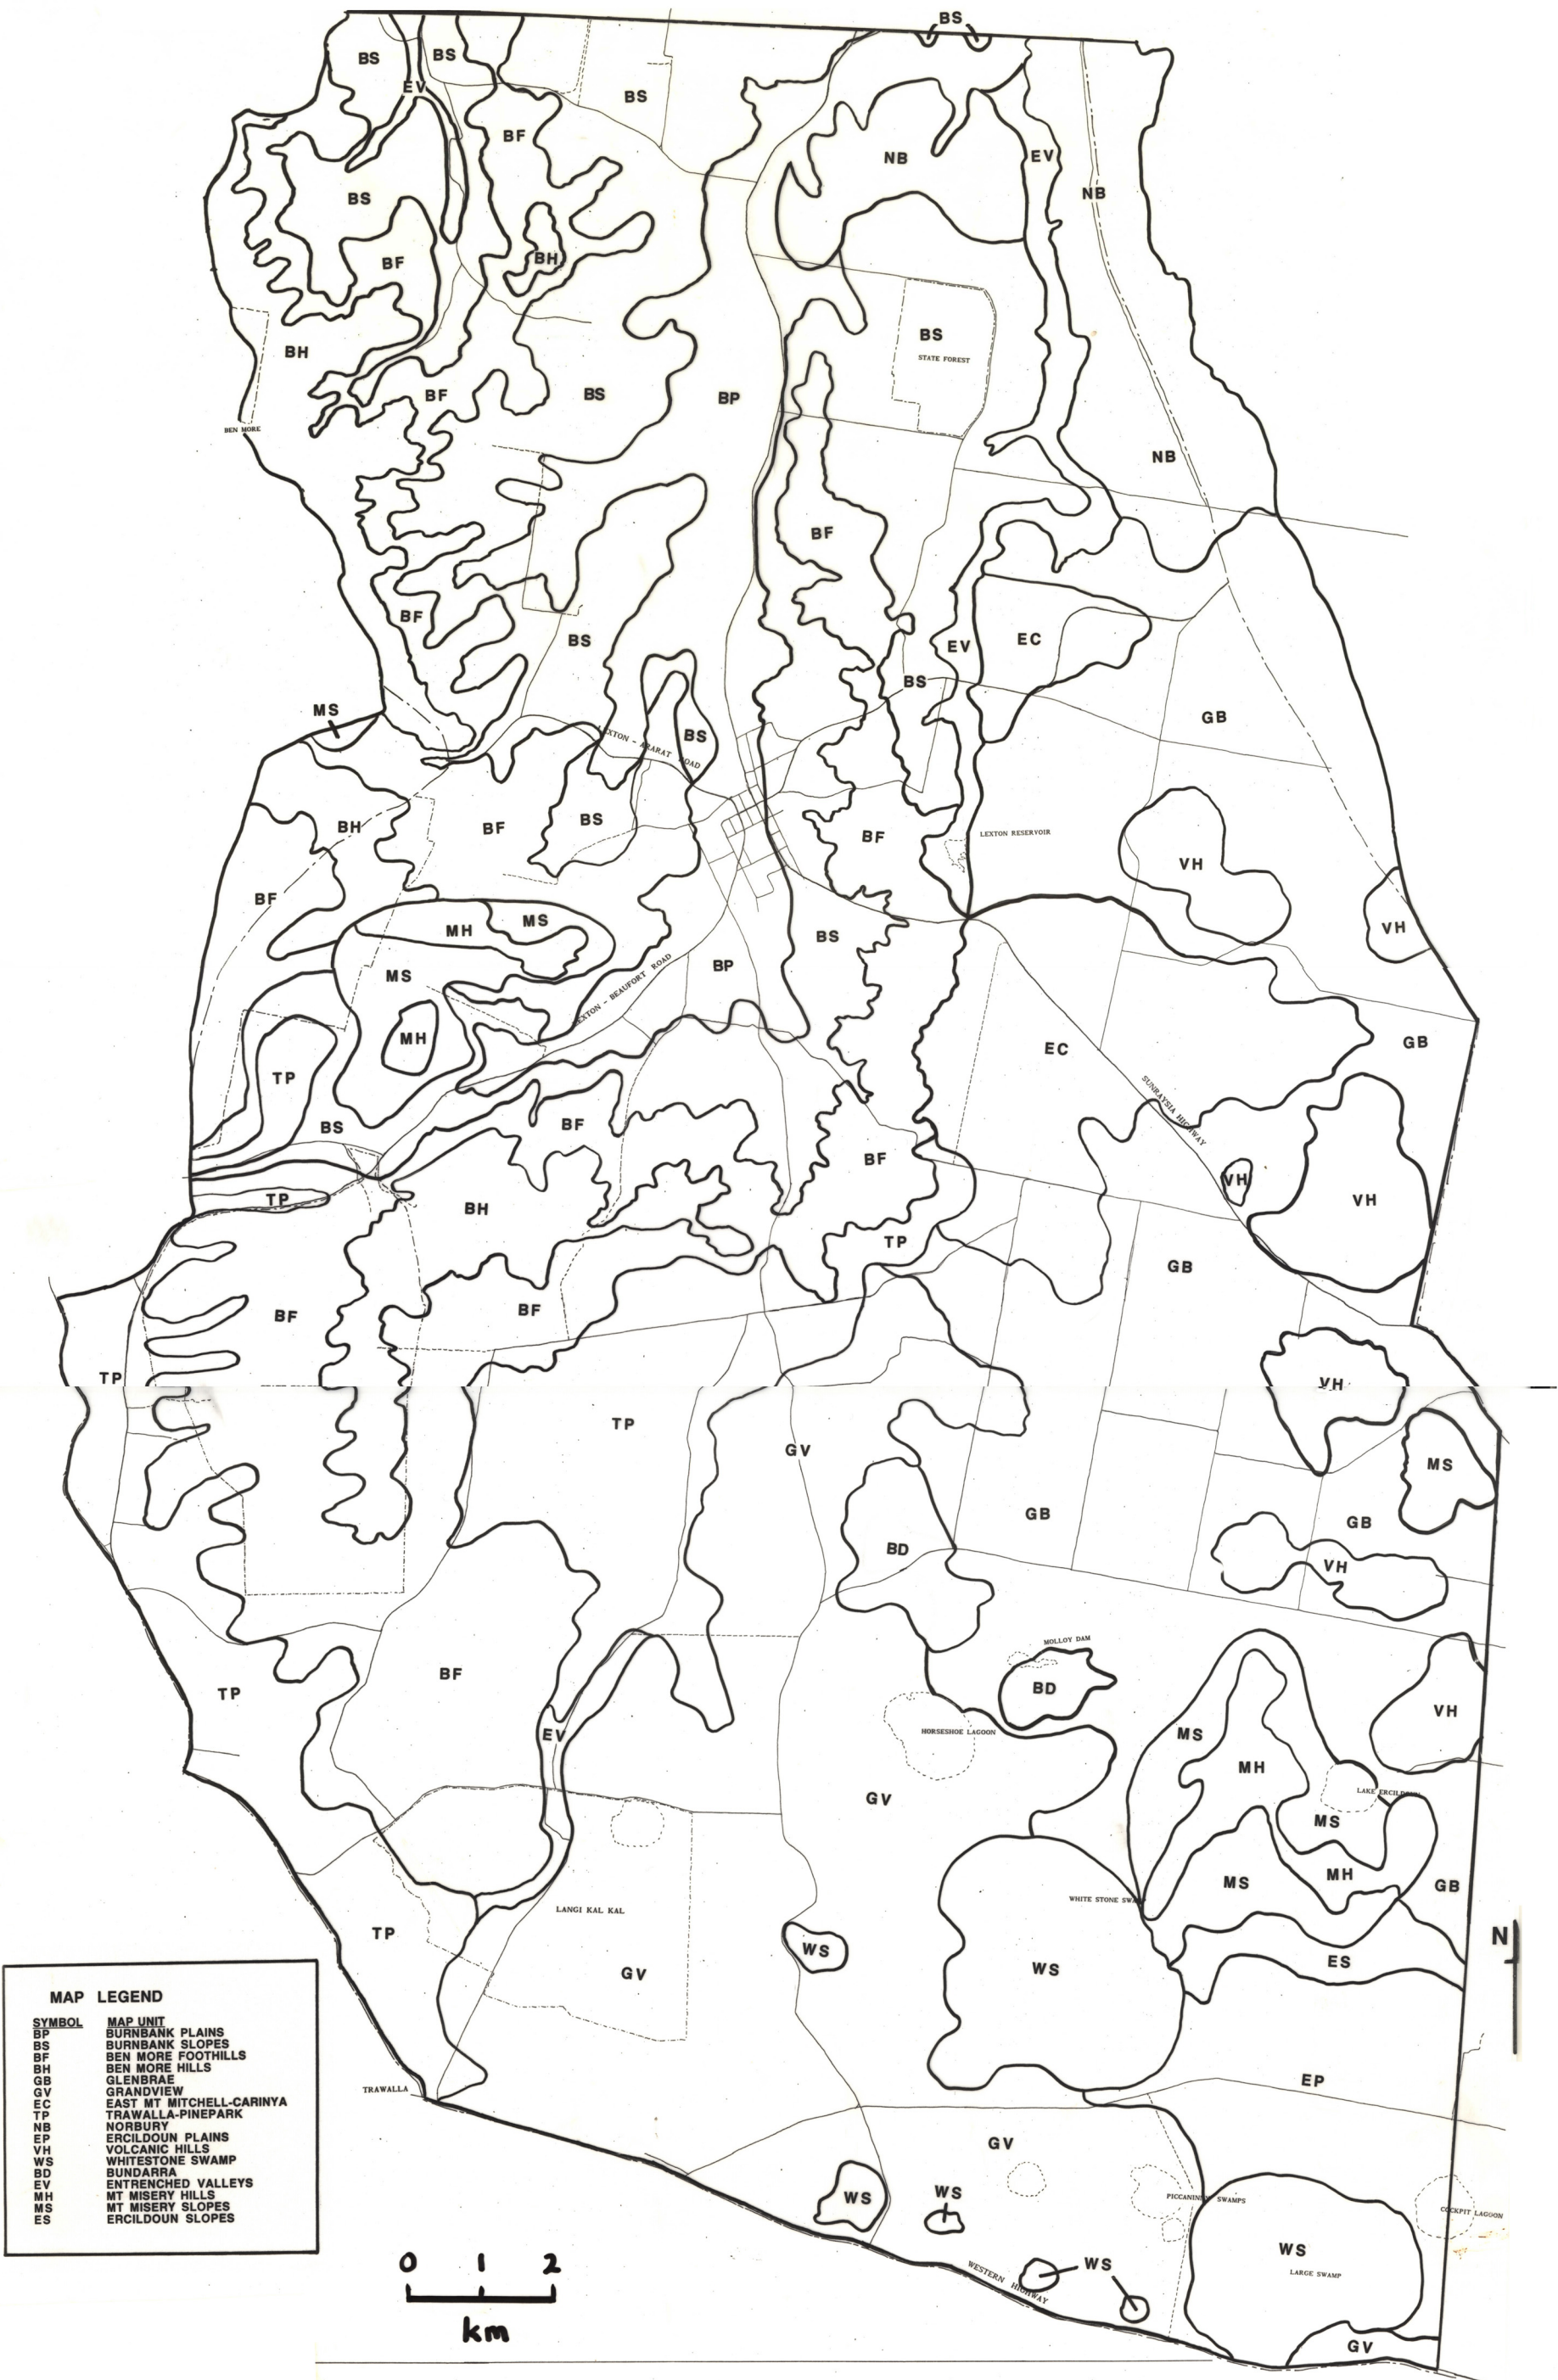 BS
BS
BS
EV
BS
BF
NB
EV
BS
NB
BF
BH
BS
STATE FOREST
BH
BF
BS
BP
BEN MORE
NB
BF
BF
BS
EV
EC
BS
MS
GB
BS
LEXTON - ARARAT ROAD
BH
BF
BS
BF
LEXTON RESERVOIR
VH
BF
MH
MS
BS
VH
MS
BP
LEXTON - BEAUFORT ROAD
MH
EC
GB
TP
SUNRAYSIA HIGHWAY
BS
BF
BF
VH
TP
BH
VH
TP
GB
BF
BF
TP
VH
TP
GV
MS
GB
GB
BD
VH
MOLLOY DAM
BF
TP
BD
VH
EV
HORSESHOE LAGOON
MS
MH
GV
LAKE ERCILDOUN
MS
MH
MS
GB
WHITE STONE SWA
LANGI KAL KAL
TP
N
WS
ES
GV
WS
MAP LEGEND
SYMBOL MAP UNIT
BP BURNBANK PLAINS
BS BURNBANK SLOPES
BF BEN MORE FOOTHILLS
BH BEN MORE HILLS
GB GLENBRAE
GV GRANDVIEW
EC EAST MT MITCHELL-CARINYA
TP TRAWALLA-PINEPARK
NB NORBURY
EP ERCILDOUN PLAINS
VH VOLCANIC HILLS
WS WHITESTONE SWAMP
BD BUNDARRA
EV ENTRENCHED VALLEYS
MH MT MISERY HILLS
MS MT MISERY SLOPES
ES ERCILDOUN SLOPES
EP
TRAWALLA
GV
WS
WS
PICCANINNY SWAMPS
COCKPIT LAGOON
WS
LARGE SWAMP
WS
WESTERN HIGHWAY
0 1 2
km
GV